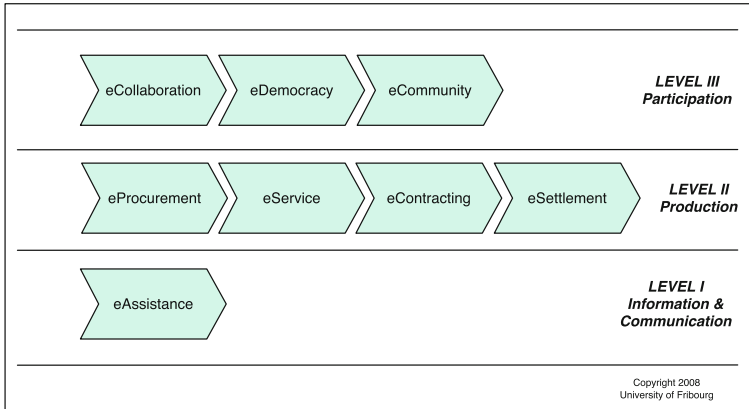 eCollaboration
eDemocracy
eCommunity
LEVEL III
Participation
eProcurement
eService
eContracting
eSettlement
LEVEL II
Production
eAssistance
LEVEL I
Information &
Communication
Copyright 2008
University of Fribourg